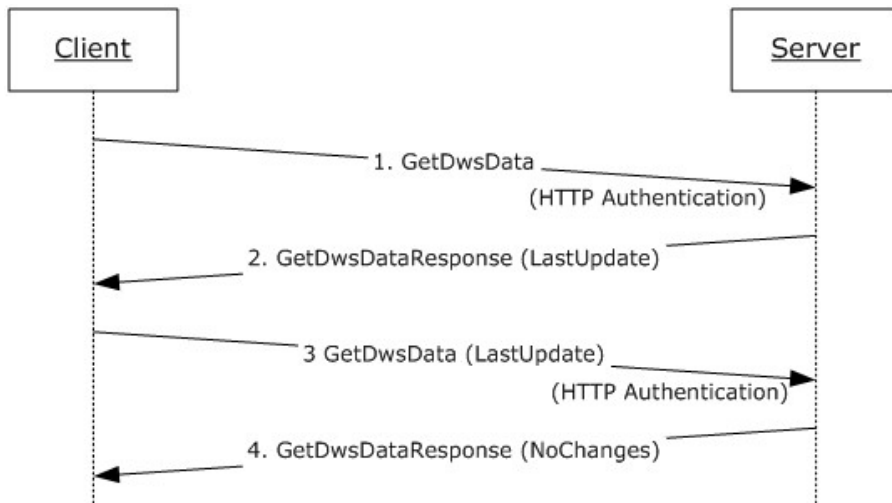 Client
Server
1. GetDwsData
(HTTP Authentication)
2. GetDwsDataResponse (LastUpdate)
3 GetDwsData (LastUpdate)
(HTTP Authentication)
4. GetDwsDataResponse (NoChanges)